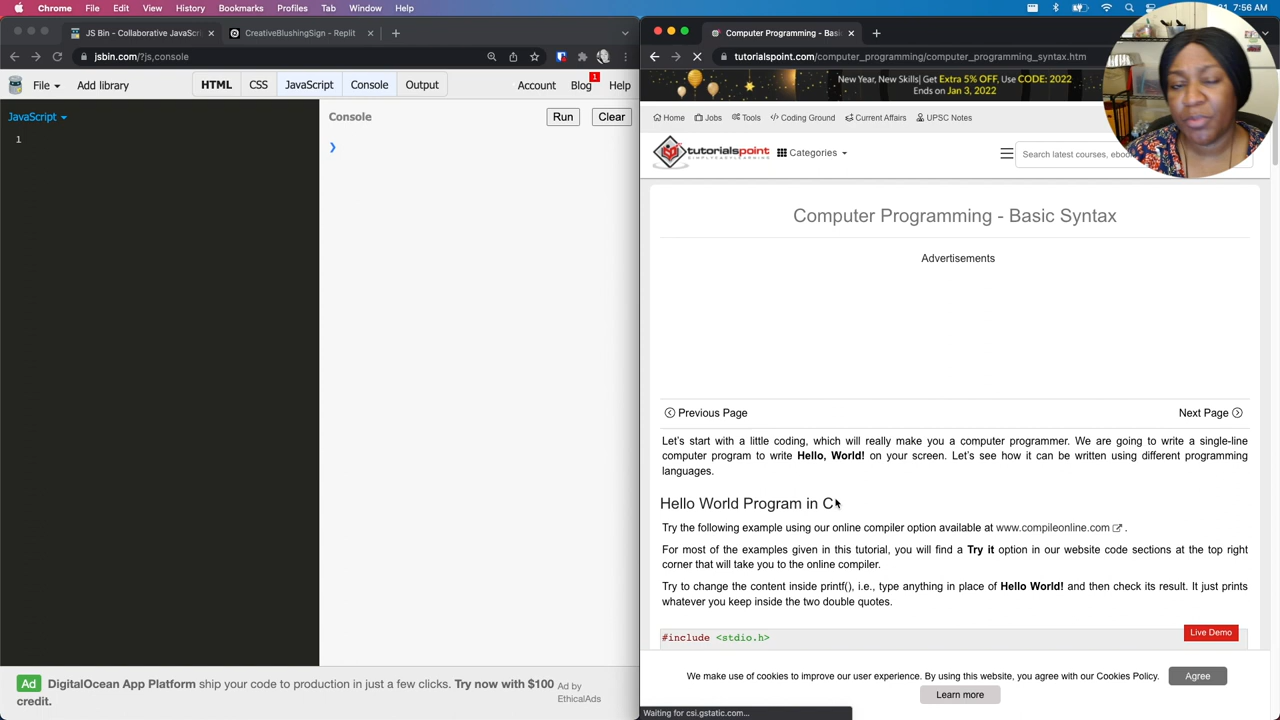 File Edit View History Bookmarks Profiles Tab Window Help
JS Bin - Collaborative JavaScri
CreativeBlushingSign - Replit
jsbin.com/?js,console
File
Add library
HTML
CSS
JavaScript
Console
Output
Account
Blog
1
Help
JavaScript
Console
Run
Clear
1
Ad
DigitalOcean App Platform ship your code to production in just a few clicks. Try now with $100
credit.
Ad by
EthicalAds
Computer Programming - Basi
tutorialspoint.com/computer_programming/computer_programming_syntax.htm
New Year, New Skills| Get Extra 5% OFF, Use CODE: 2022
Ends on Jan 3, 2022
Home
Jobs
Tools
Coding Ground
Current Affairs
UPSC Notes
tutorialspoint
SIMPLYEASYLEARNING
Categories
Search latest courses, ebou
Computer Programming - Basic Syntax
Advertisements
Previous Page
Next Page
Let's start with a little coding, which will really make you a computer programmer. We are going to write a single-line
computer program to write Hello, World! on your screen. Let's see how it can be written using different programming
languages.
Hello World Program in C
Try the following example using our online compiler option available at www.compileonline.com .
For most of the examples given in this tutorial, you will find a Try it option in our website code sections at the top right
corner that will take you to the online compiler.
Try to change the content inside printf(), i.e., type anything in place of Hello World! and then check its result. It just prints
whatever you keep inside the two double quotes.
Live Demo
#include <stdio.h>
We make use of cookies to improve our user experience. By using this website, you agree with our Cookies Policy.
Agree
Learn more
Waiting for csi.gstatic.com...